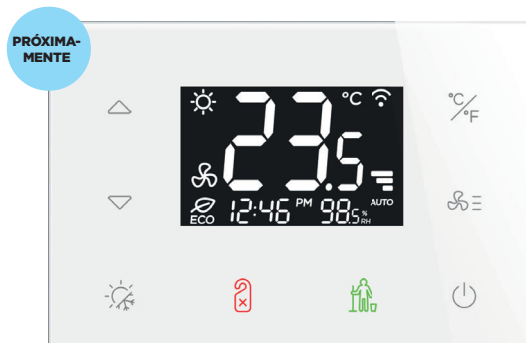 PRÓXIMA-
MENTE
°C
°C/°F
23.5
AUTO
ECO 12:46 PM 98.5 % RH